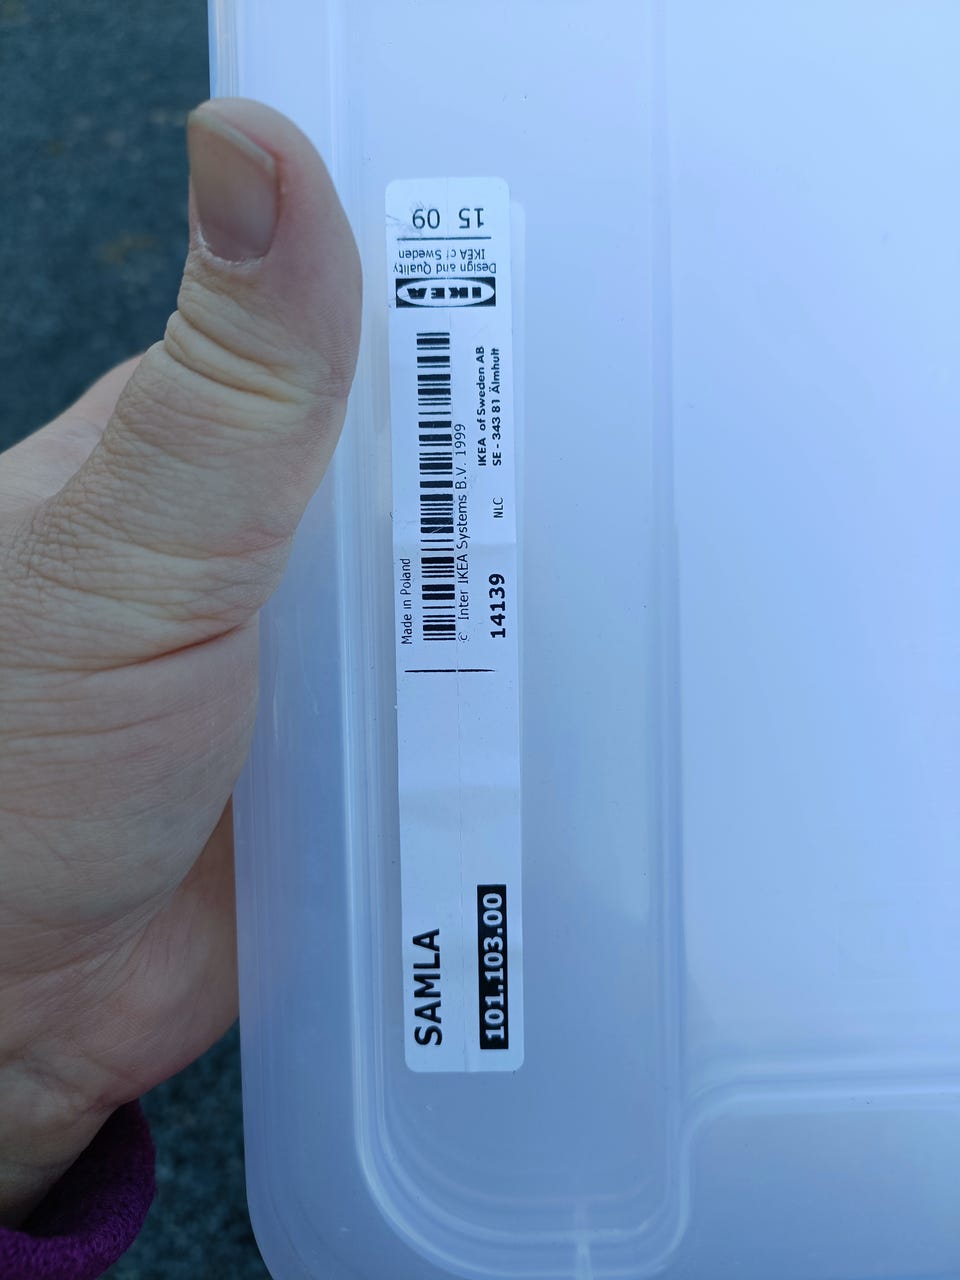 SAMLA
101.103.00
Made in Poland
© Inter IKEA Systems B.V. 1999
14139
NLC
IKEA of Sweden AB
SE - 343 81 Älmhult
IKEA
Design and Quality
IKEA of Sweden
15 09